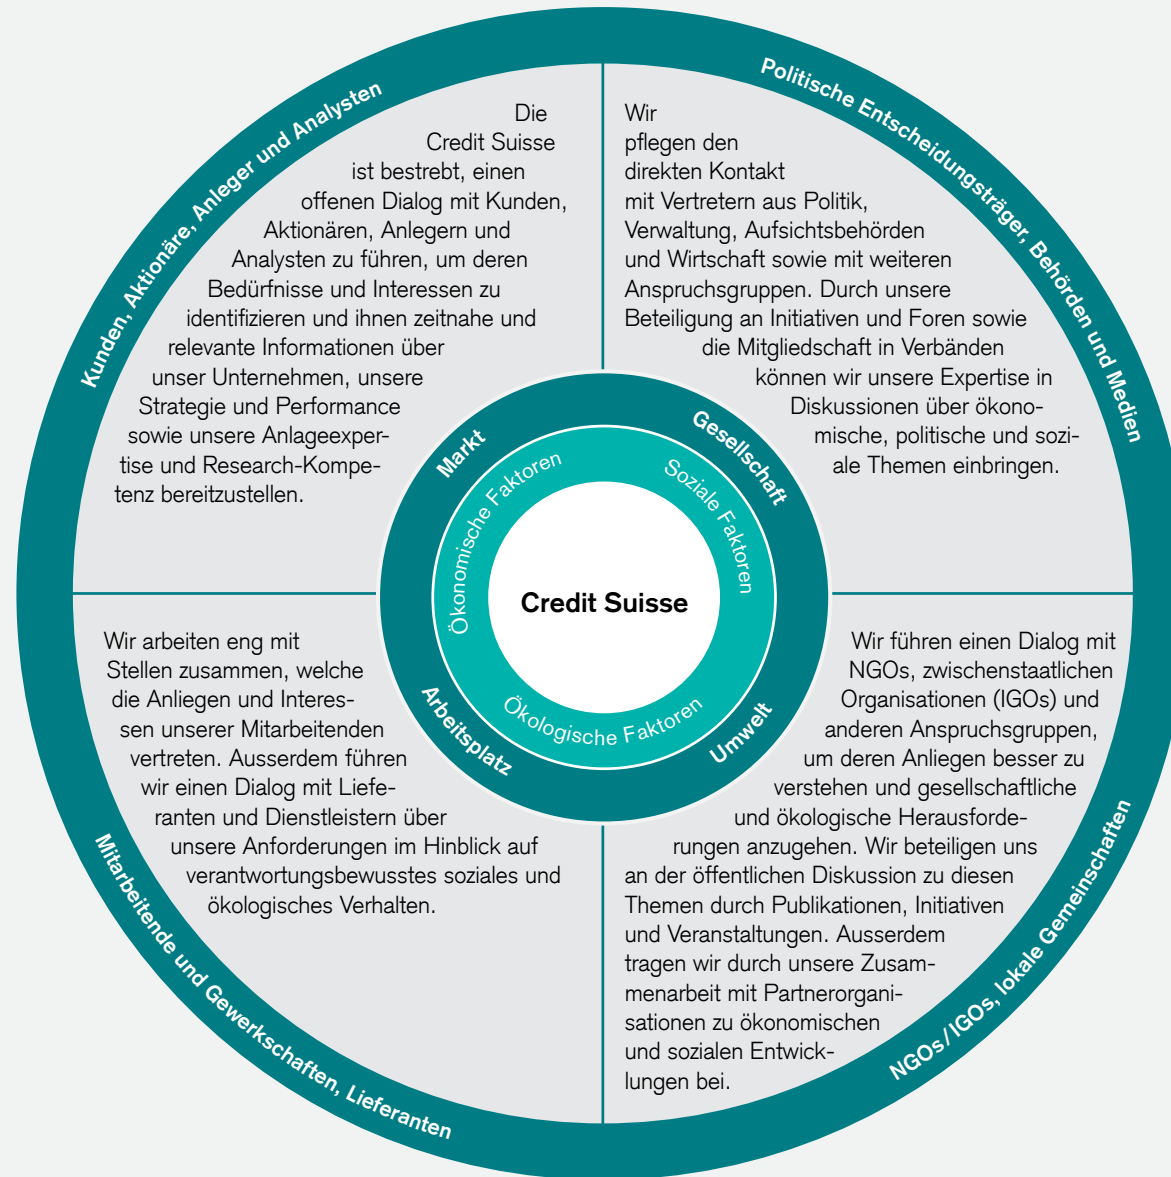 Kunden, Aktionäre, Anleger und Analysten
Die
Credit Suisse
ist bestrebt, einen
offenen Dialog mit Kunden,
Aktionären, Anlegern und
Analysten zu führen, um deren
Bedürfnisse und Interessen zu
identifizieren und ihnen zeitnahe und
relevante Informationen über
unser Unternehmen, unsere
Strategie und Performance
sowie unsere Anlageexper-
tise und Research-Kompe-
tenz bereitzustellen.
Politische Entscheidungsträger, Behörden und Medien
Wir
pflegen den
direkten Kontakt
mit Vertretern aus Politik,
Verwaltung, Aufsichtsbehörden
und Wirtschaft sowie mit weiteren
Anspruchsgruppen. Durch unsere
Beteiligung an Initiativen und Foren sowie
die Mitgliedschaft in Verbänden
können wir unsere Expertise in
Diskussionen über ökono-
mische, politische und sozi-
ale Themen einbringen.
Markt
Gesellschaft
Ökonomische Faktoren
Soziale Faktoren
Credit Suisse
Ökologische Faktoren
Arbeitsplatz
Umwelt
Wir arbeiten eng mit
Stellen zusammen, welche
die Anliegen und Interes-
sen unserer Mitarbeitenden
vertreten. Ausserdem führen
wir einen Dialog mit Liefe-
ranten und Dienstleistern über
unsere Anforderungen im Hinblick auf
verantwortungsbewusstes soziales und
ökologisches Verhalten.
Mitarbeitende und Gewerkschaften, Lieferanten
Wir führen einen Dialog mit
NGOs, zwischenstaatlichen
Organisationen (IGOs) und
anderen Anspruchsgruppen,
um deren Anliegen besser zu
verstehen und gesellschaftliche
und ökologische Herausforde-
rungen anzugehen. Wir beteiligen uns
an der öffentlichen Diskussion zu diesen
Themen durch Publikationen, Initiativen
und Veranstaltungen. Ausserdem
tragen wir durch unsere Zusam-
menarbeit mit Partnerorgani-
sationen zu ökonomischen
und sozialen Entwick-
lungen bei.
NGOs / IGOs, lokale Gemeinschaften